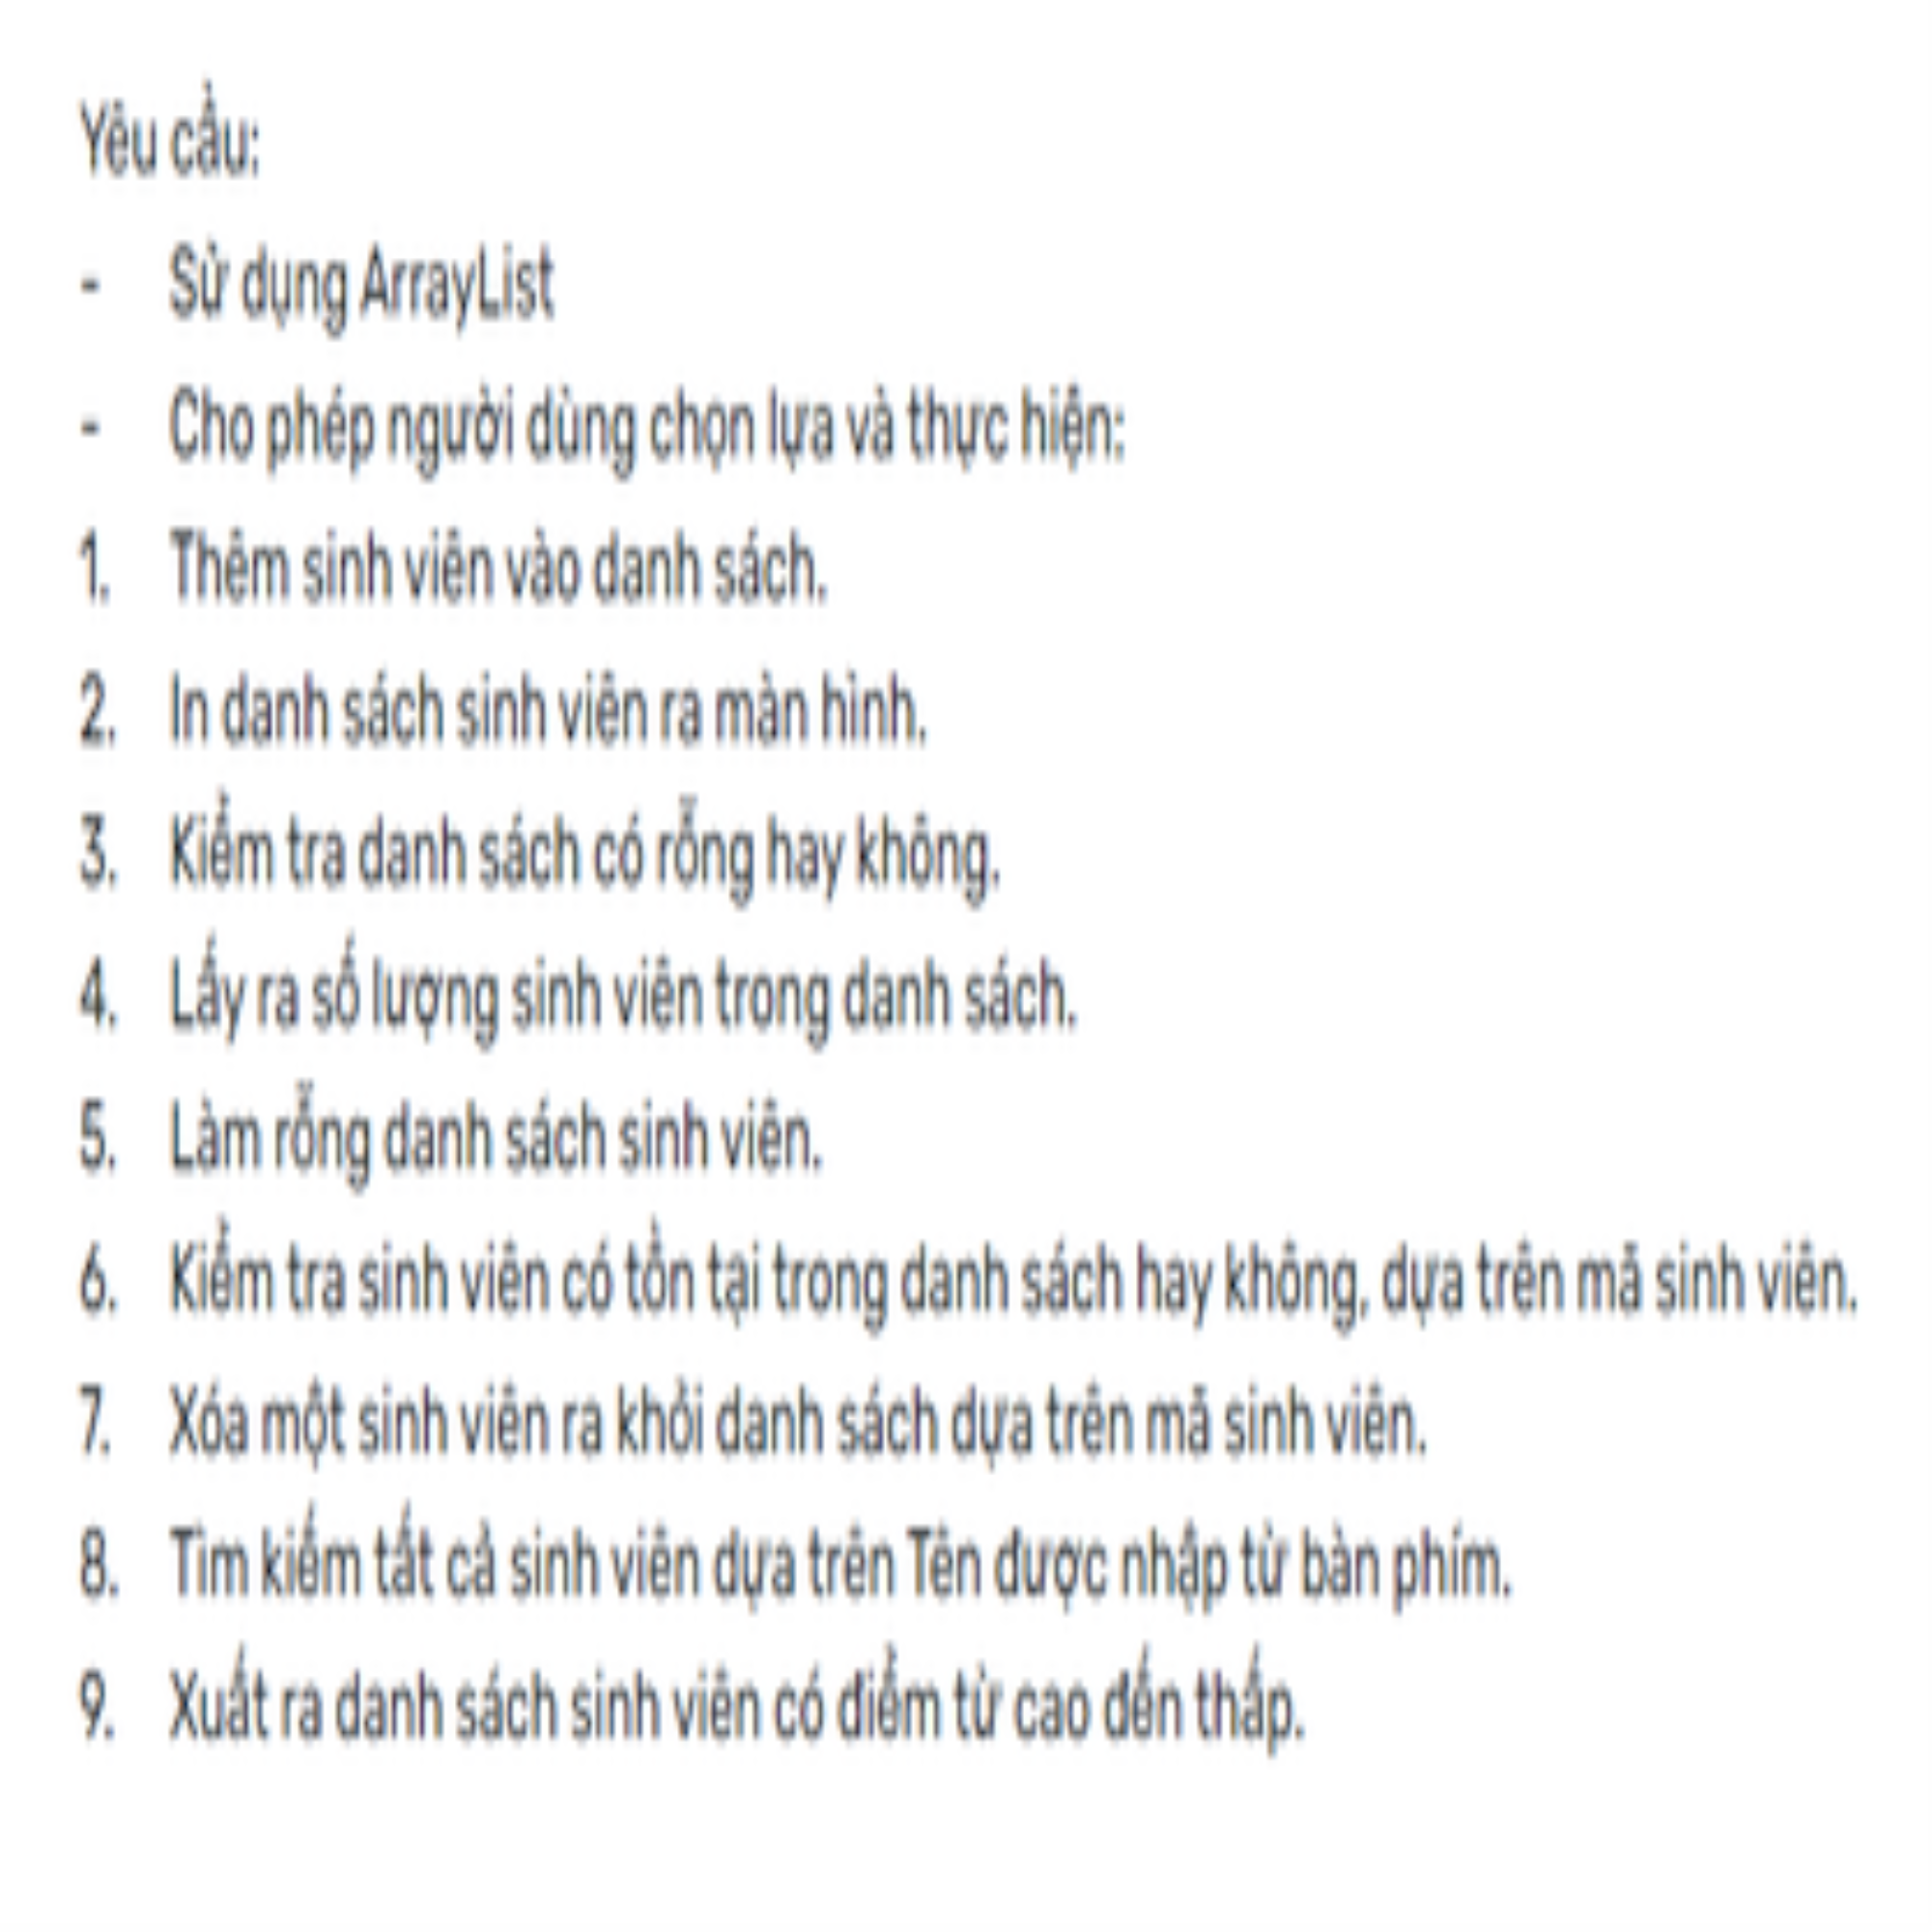 Yêu cầu:
- Sử dụng ArrayList
- Cho phép người dùng chọn lựa và thực hiện:
1. Thêm sinh viên vào danh sách.
2. In danh sách sinh viên ra màn hình.
3. Kiểm tra danh sách có rỗng hay không.
4. Lấy ra số lượng sinh viên trong danh sách.
5. Làm rỗng danh sách sinh viên.
6. Kiểm tra sinh viên có tồn tại trong danh sách hay không, dựa trên mã sinh viên.
7. Xóa một sinh viên ra khỏi danh sách dựa trên mã sinh viên.
8. Tìm kiếm tất cả sinh viên dựa trên Tên được nhập từ bàn phím.
9. Xuất ra danh sách sinh viên có điểm từ cao đến thấp.